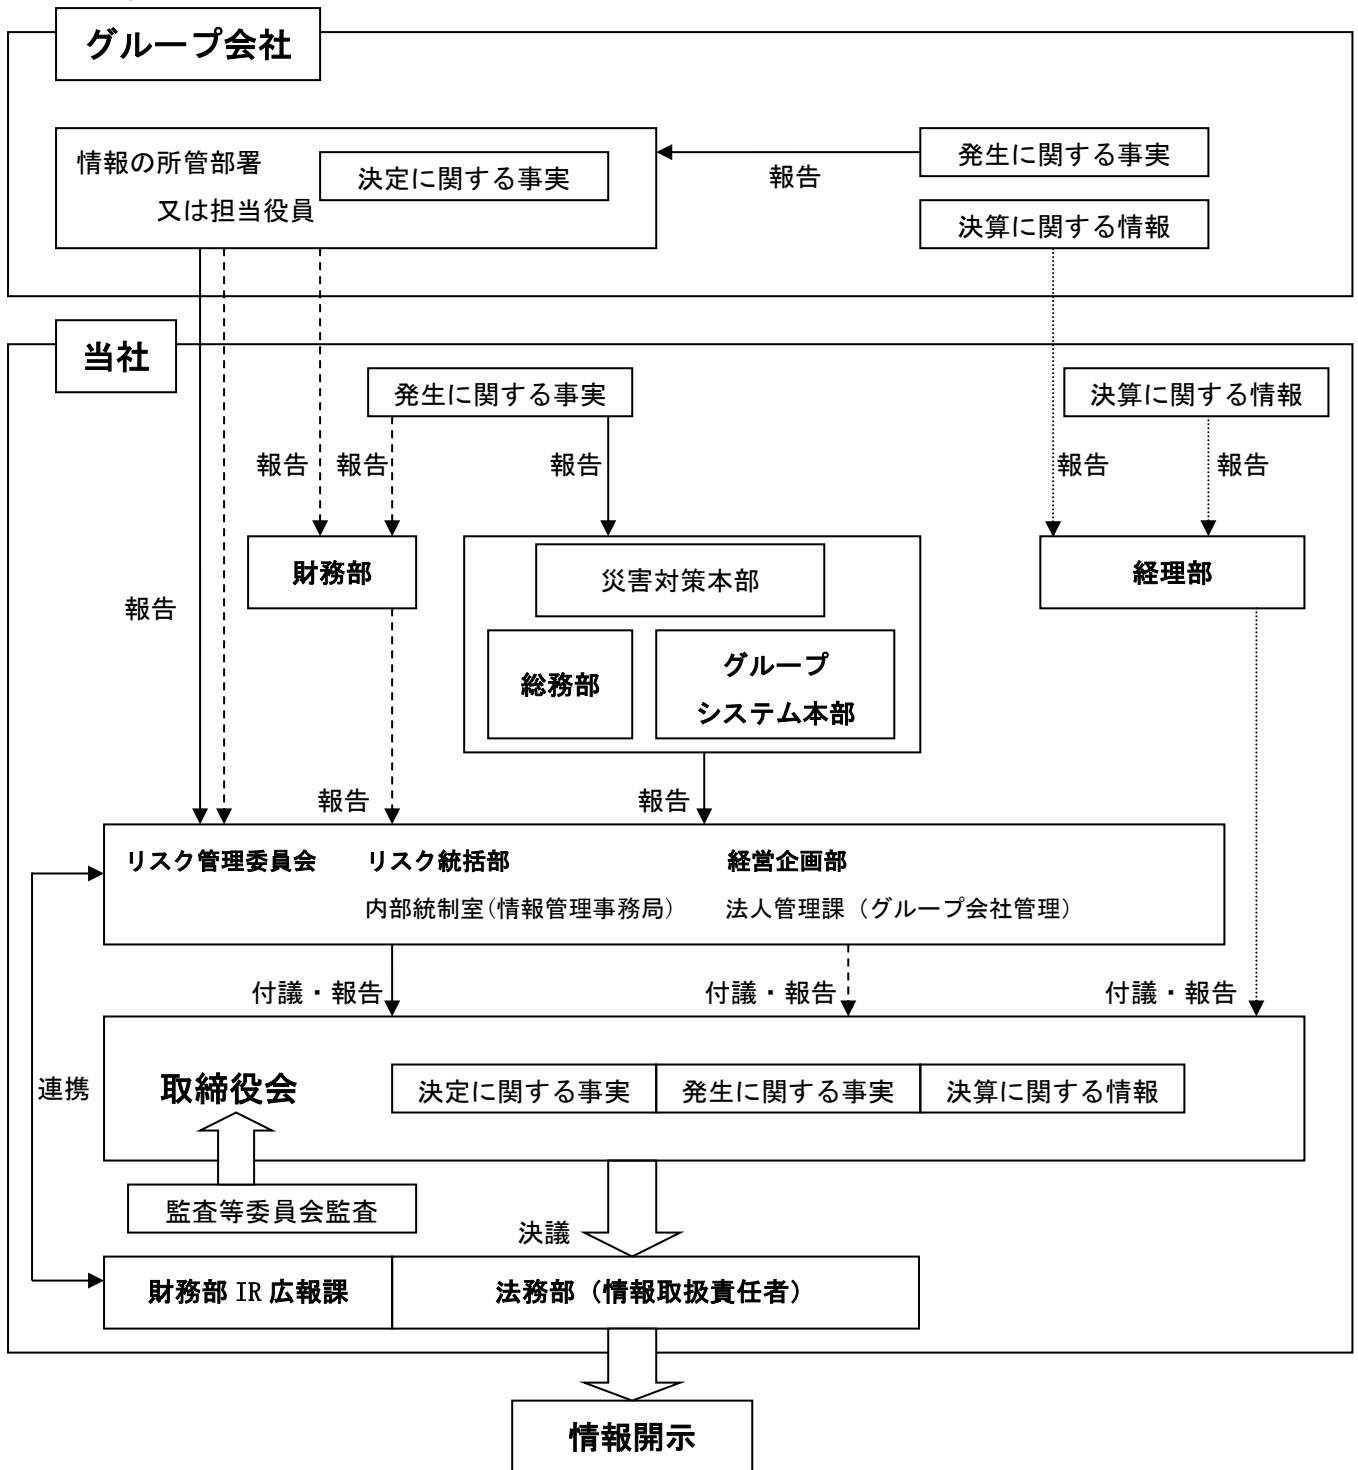 グループ会社
情報の所管部署
又は担当役員
決定に関する事実
報告
発生に関する事実
決算に関する情報
当社
発生に関する事実
決算に関する情報
報告
報告
報告
報告
報告
財務部
災害対策本部
総務部
グループ
システム本部
経理部
報告
報告
報告
リスク管理委員会
リスク統括部
経営企画部
内部統制室(情報管理事務局)
法人管理課（グループ会社管理）
付議・報告
付議・報告
付議・報告
連携
取締役会
決定に関する事実
発生に関する事実
決算に関する情報
監査等委員会監査
決議
財務部 IR 広報課
法務部（情報取扱責任者）
情報開示